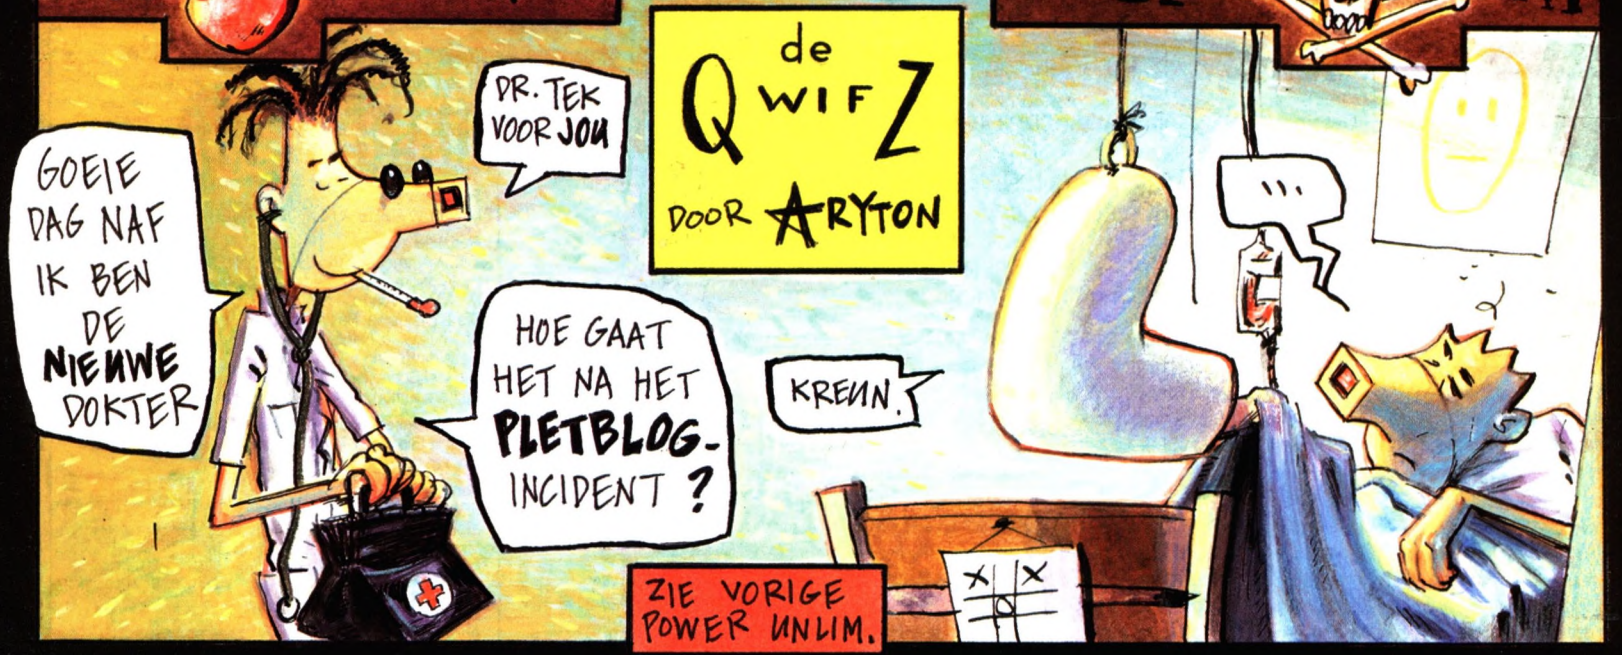 GOEIE
DAG NAF
IK BEN
DE
NIEUWE
DOKTER
DR. TEK
VOOR JOU
de
QWIFZ
DOOR ARYTON
HOE GAAT
HET NA HET
PLETBLOG-
INCIDENT?
KREUN.
...
ZIE VORIGE
POWER UNLIM.
X X
O